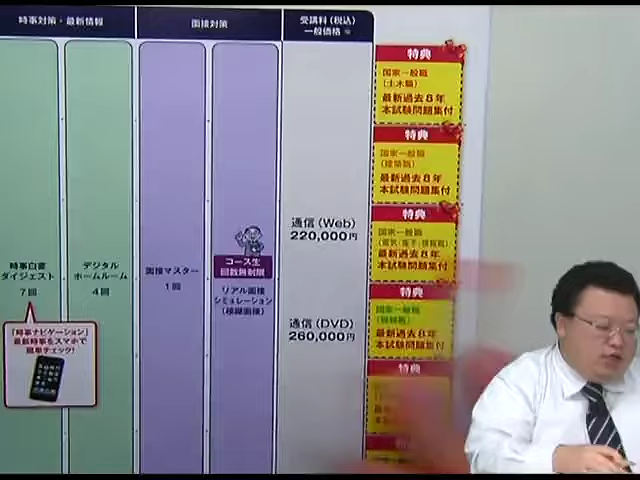 時事対策・最新情報
面接対策
受講料（税込）
一般価格 ※
時事白書
ダイジェスト
7回
デジタル
ホームルーム
4回
面接マスター
1回
コース生
回数無制限
リアル面接
シミュレーション
（模擬面接）
通信（Web）
220,000円
通信（DVD）
260,000円
「時事ナビゲーション」
最新時事をスマホで
簡単チェック！
特典
国家一般職
（土木職）
最新過去8年
本試験問題集付
特典
国家一般職
（建築職）
最新過去8年
本試験問題集付
特典
国家一般職
（電気・電子・情報職）
最新過去8年
本試験問題集付
特典
国家一般職
最新過去8年
本試験問題集付
特典